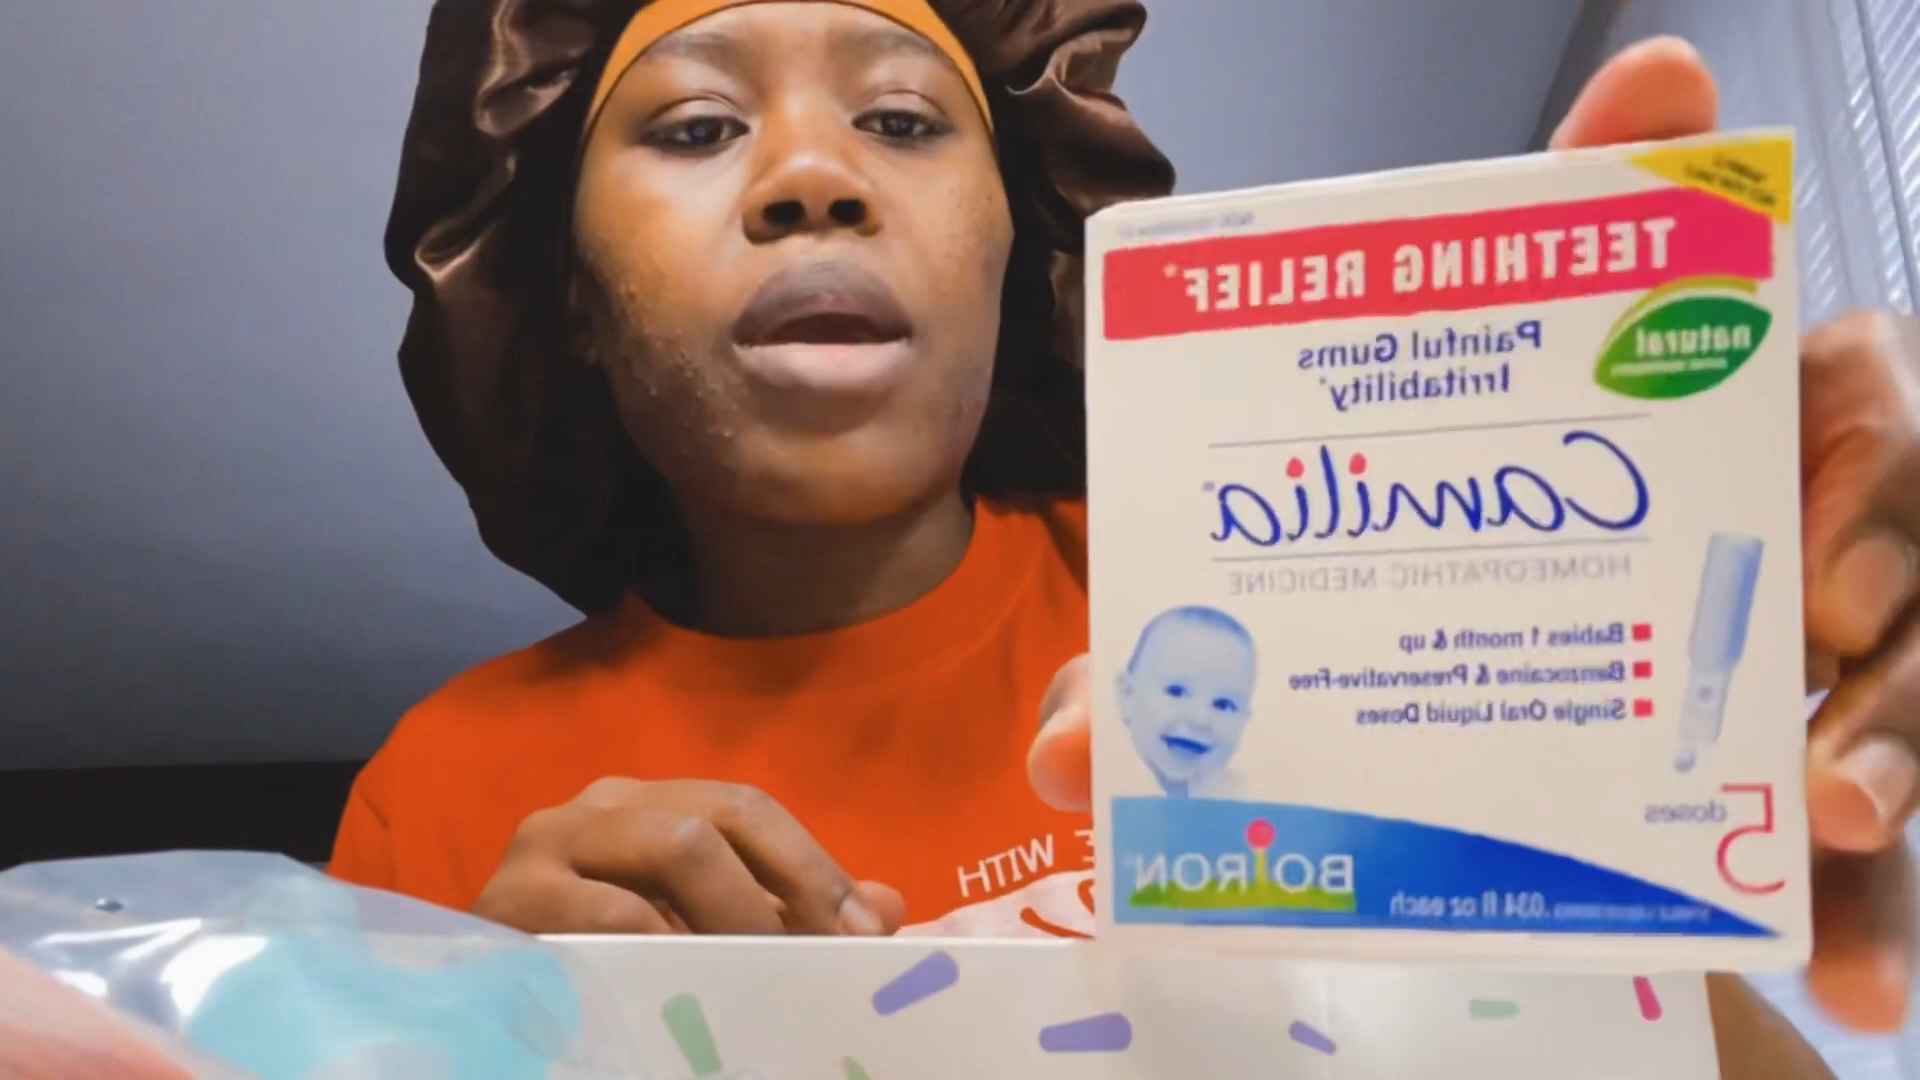 TEETHING RELIEF*
natural
Painful Gums
Irritability*
Camilia®
HOMEOPATHIC MEDICINE
Babies 1 month & up
Benzocaine & Preservative-Free
Single Oral Liquid Doses
5 doses
BOIRON
.034 fl oz each
WITH